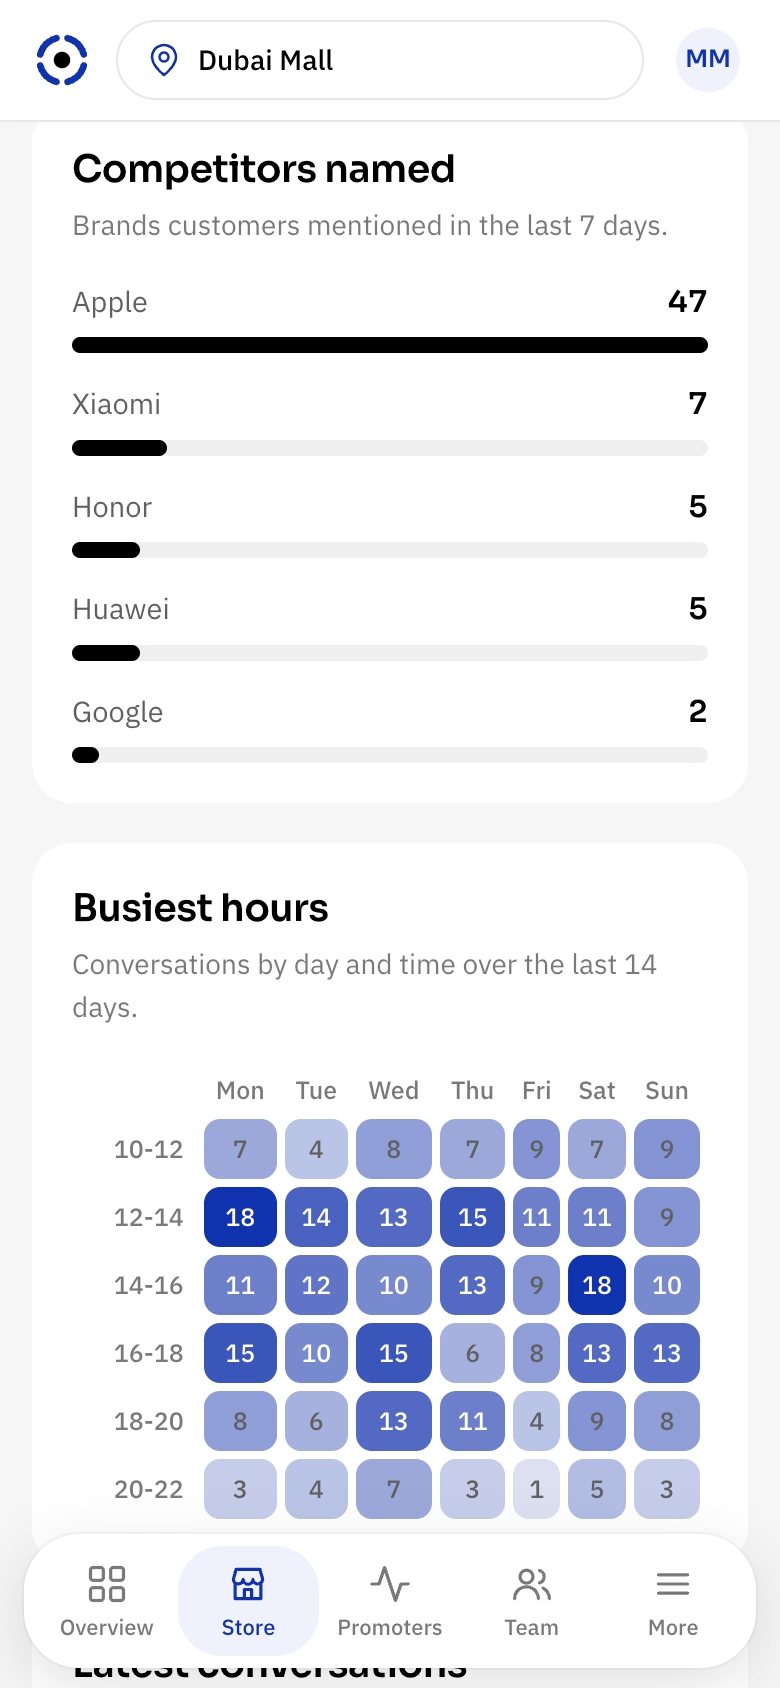 Dubai Mall
MM
Competitors named
Brands customers mentioned in the last 7 days.
Apple 47
Xiaomi 7
Honor 5
Huawei 5
Google 2
Busiest hours
Conversations by day and time over the last 14
days.
Mon Tue Wed Thu Fri Sat Sun
10-12 7 4 8 7 9 7 9
12-14 18 14 13 15 11 11 9
14-16 11 12 10 13 9 18 10
16-18 15 10 15 6 8 13 13
18-20 8 6 13 11 4 9 8
20-22 3 4 7 3 1 5 3
Overview Store Promoters Team More
Latest conversations